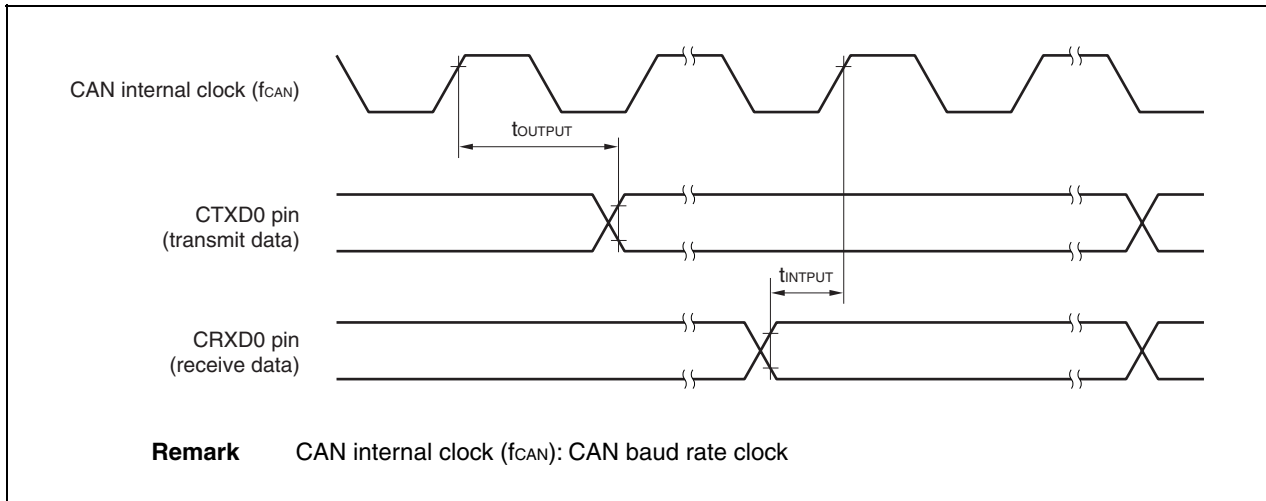 CAN internal clock (fCAN)
tOUTPUT
CTXD0 pin
(transmit data)
tINTPUT
CRXD0 pin
(receive data)
Remark CAN internal clock (fCAN): CAN baud rate clock